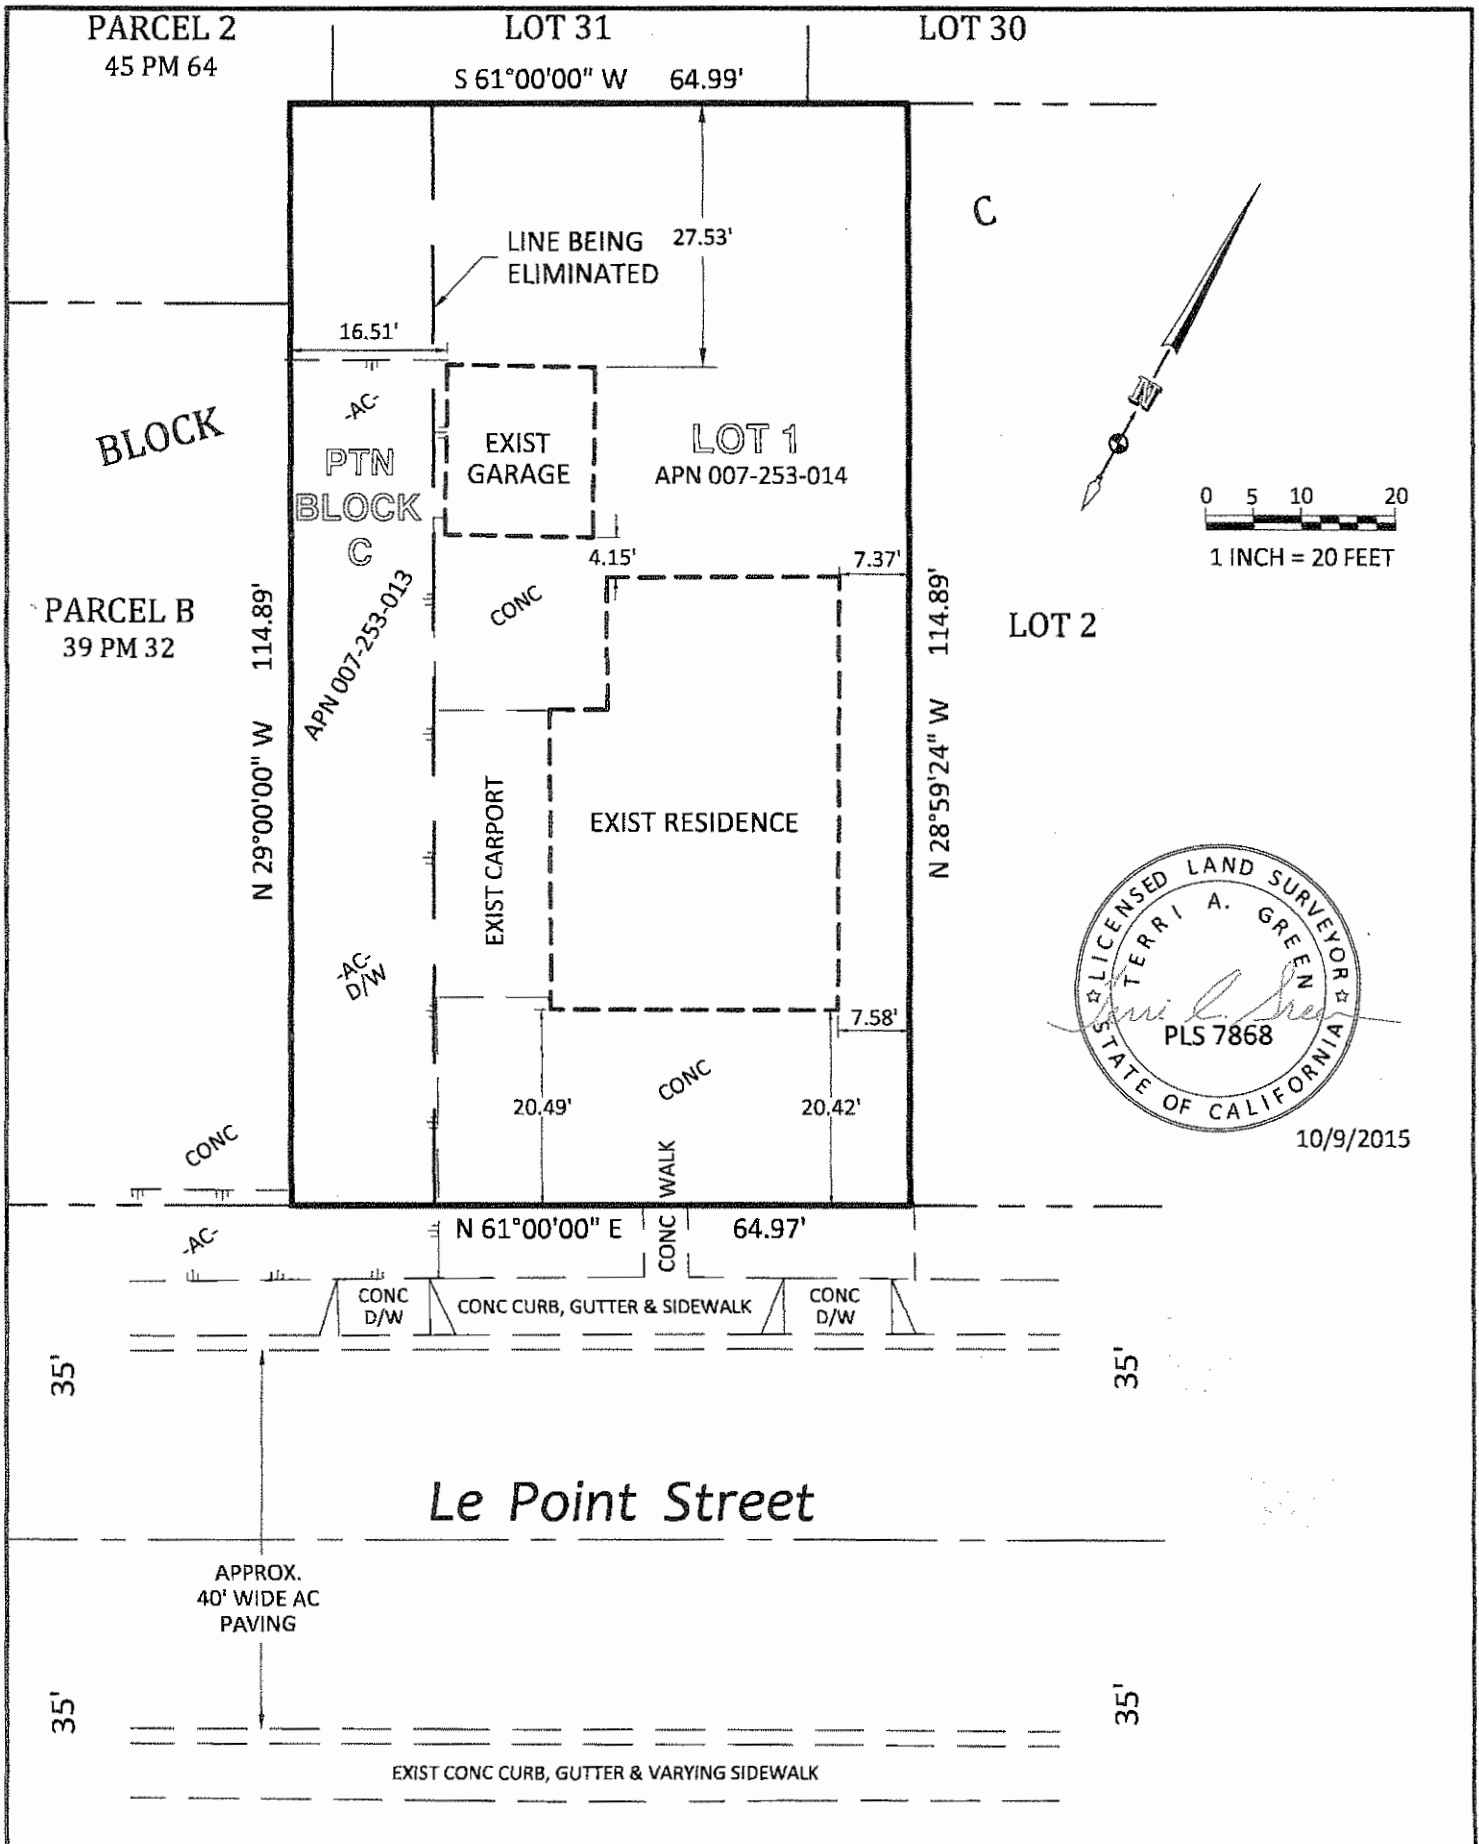 PARCEL 2
45 PM 64
LOT 31
LOT 30
S 61°00'00" W 64.99'
C
LINE BEING
ELIMINATED
27.53'
16.51'
BLOCK
-AC-
PTN
BLOCK
C
EXIST
GARAGE
LOT 1
APN 007-253-014
N
0 5 10 20
1 INCH = 20 FEET
4.15'
7.37'
CONC
APN 007-253-013
PARCEL B
39 PM 32
N 29°00'00" W 114.89'
N 28°59'24" W 114.89'
LOT 2
EXIST CARPORT
EXIST RESIDENCE
-AC-
D/W
7.58'
LICENSED LAND SURVEYOR
TERRI A. GREEN
Terri A. Green
PLS 7868
STATE OF CALIFORNIA
10/9/2015
20.49'
CONC
20.42'
CONC
CONC WALK
-AC-
N 61°00'00" E 64.97'
CONC
D/W
CONC CURB, GUTTER & SIDEWALK
CONC
D/W
35'
35'
Le Point Street
APPROX.
40' WIDE AC
PAVING
35'
35'
EXIST CONC CURB, GUTTER & VARYING SIDEWALK